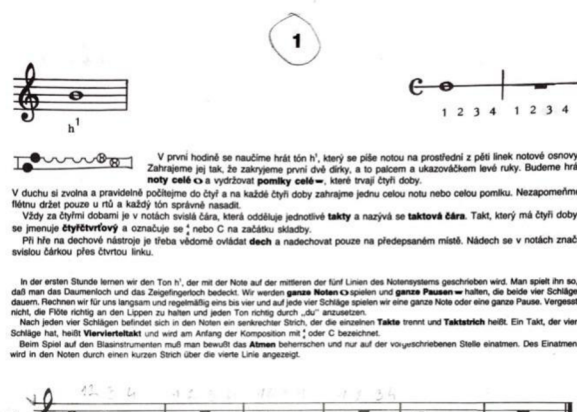 1
h¹
1 2 3 4 1 2 3 4
V první hodině se naučíme hrát tón h¹, který se píše notou na prostřední z pěti linek notové osnovy.
Zahrajeme jej tak, že zakryjeme první dvě dírky, a to palcem a ukazováčkem levé ruky. Budeme hrát
noty celé a vydržovat pomlky celé, které trvají čtyři doby.
V duchu si zvolna a pravidelně počítejme do čtyř a na každé čtyři doby zahrajme jednu celou notu nebo celou pomlku. Nezapomeňme
flétnu držet pouze u rtů a každý tón správně nasadit.
Vždy za čtyřmi dobami je v notách svislá čára, která odděluje jednotlivé takty a nazývá se taktová čára. Takt, který má čtyři doby
se jmenuje čtyřčtvrťový a označuje se 4/4 nebo C na začátku skladby.
Při hře na dechové nástroje je třeba vědomě ovládat dech a nadechovat pouze na předepsaném místě. Nádech se v notách znač
svislou čárkou přes čtvrtou linku.
In der ersten Stunde lernen wir den Ton h¹, der mit der Note auf der mittleren der fünf Linien des Notensystems geschrieben wird. Man spielt ihn so,
daß man das Daumenloch und das Zeigefingerloch bedeckt. Wir werden ganze Noten spielen und ganze Pausen halten, die beide vier Schläge
dauern. Rechnen wir für uns langsam und regelmäßig eins bis vier und auf jede vier Schläge spielen wir eine ganze Note oder eine ganze Pause. Vergesst
nicht, die Flöte richtig an den Lippen zu halten und jeden Ton richtig durch „du" anzusetzen.
Nach jeden vier Schlägen befindet sich in den Noten ein senkrechter Strich, der die einzelnen Takte trennt und Taktstrich heißt. Ein Takt, der vier
Schläge hat, heißt Vierviertel­takt und wird am Anfang der Komposition mit 4/4 oder C bezeichnet.
Beim Spiel auf den Blasinstrumenten muß man bewußt das Atmen beherrschen und nur auf der vorgeschriebenen Stelle einatmen. Des Einatmen
wird in den Noten durch einen kurzen Strich über die vierte Linie angezeigt.